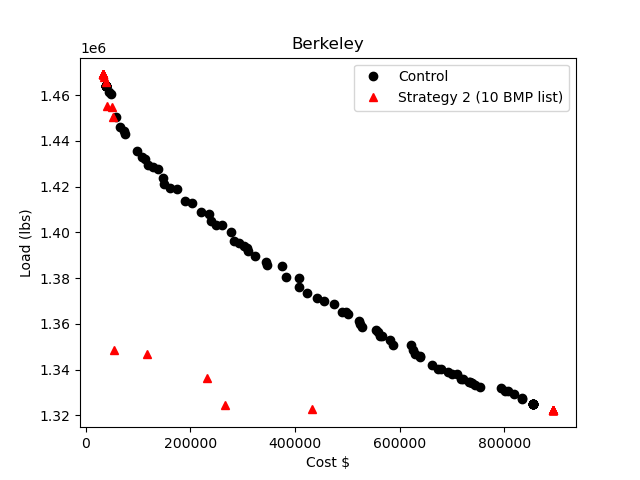 Berkeley
1e6
Control
Strategy 2 (10 BMP list)
1.46
1.44
1.42
1.40
1.38
1.36
1.34
1.32
Load (lbs)
0 200000 400000 600000 800000
Cost $